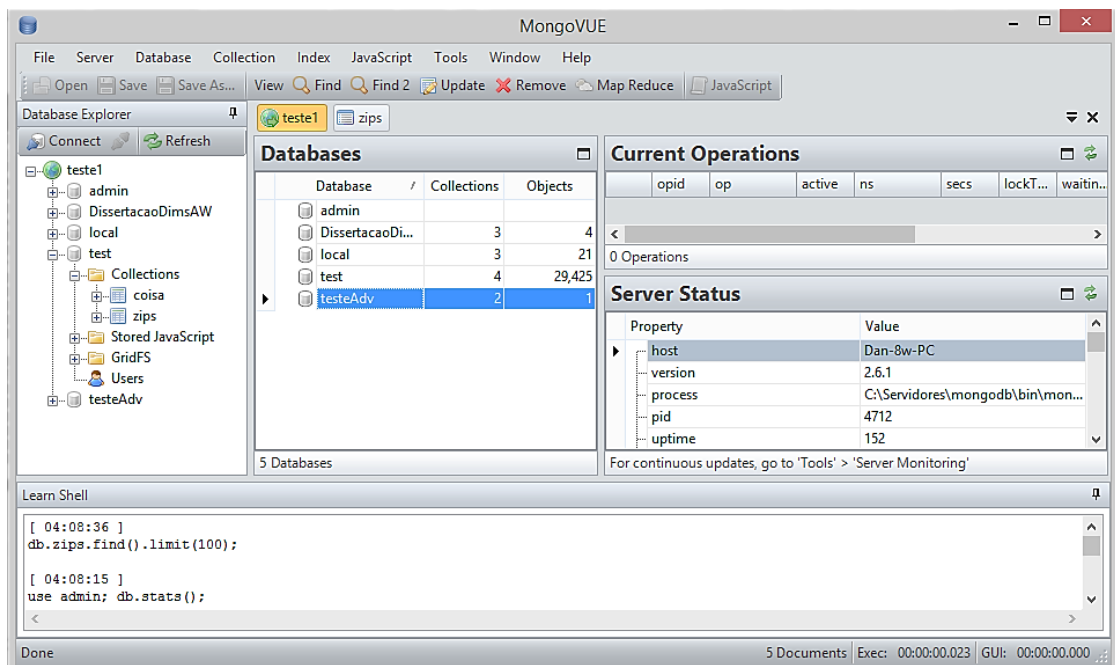 MongoVUE
File Server Database Collection Index JavaScript Tools Window Help
Open Save Save As... View Find Find 2 Update Remove Map Reduce JavaScript
Database Explorer
Connect Refresh
teste1
admin
DissertacaoDimsAW
local
test
Collections
coisa
zips
Stored JavaScript
GridFS
Users
testeAdv
teste1 zips
Databases
Database / Collections Objects
admin
DissertacaoDi... 3 4
local 3 21
test 4 29,425
testeAdv 2 1
5 Databases
Current Operations
opid op active ns secs lockT... waitin...
0 Operations
Server Status
Property Value
host Dan-8w-PC
version 2.6.1
process C:\Servidores\mongodb\bin\mon...
pid 4712
uptime 152
For continuous updates, go to 'Tools' > 'Server Monitoring'
Learn Shell
[ 04:08:36 ]
db.zips.find().limit(100);
[ 04:08:15 ]
use admin; db.stats();
Done 5 Documents Exec: 00:00:00.023 GUI: 00:00:00.000